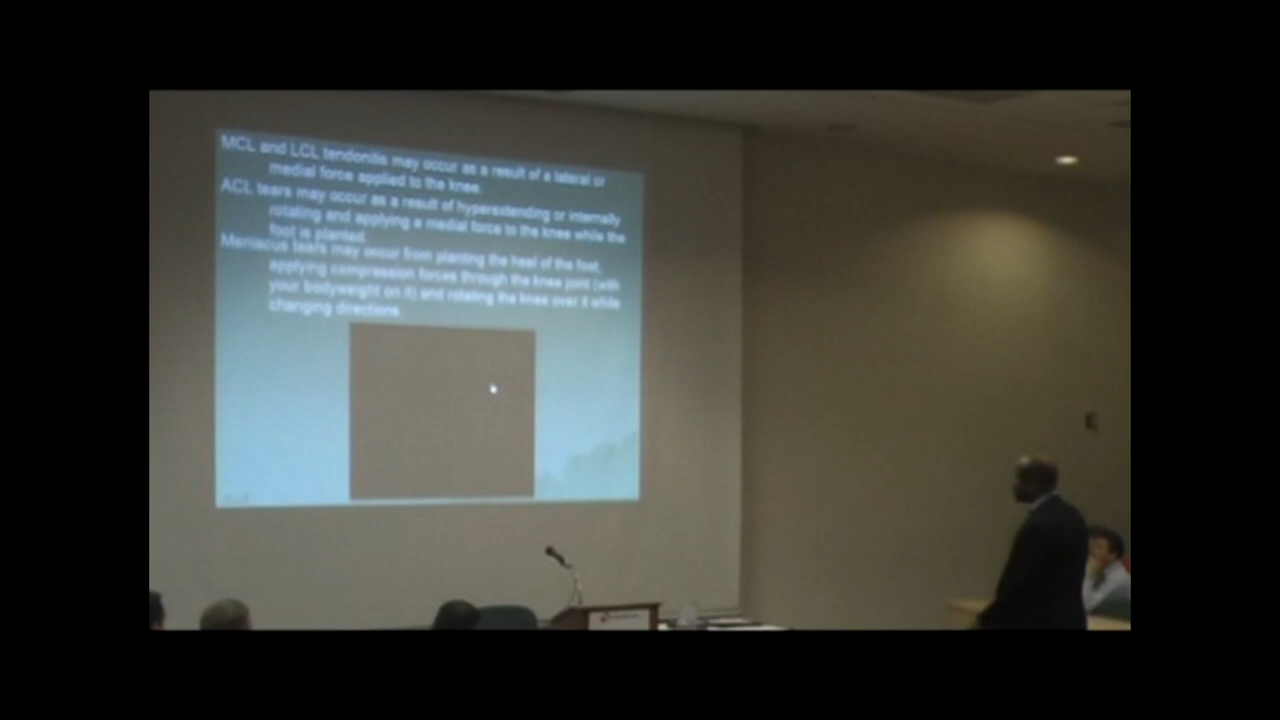 MCL and LCL tendonitis may occur as a result of a lateral or
medial force applied to the knee.
ACL tears may occur as a result of hyperextending or internally
rotating and applying a medial force to the knee while the
foot is planted.
Meniscus tears may occur from planting the heel of the foot,
applying compression forces through the knee joint (with
your bodyweight on it) and rotating the knee over it while
changing directions.